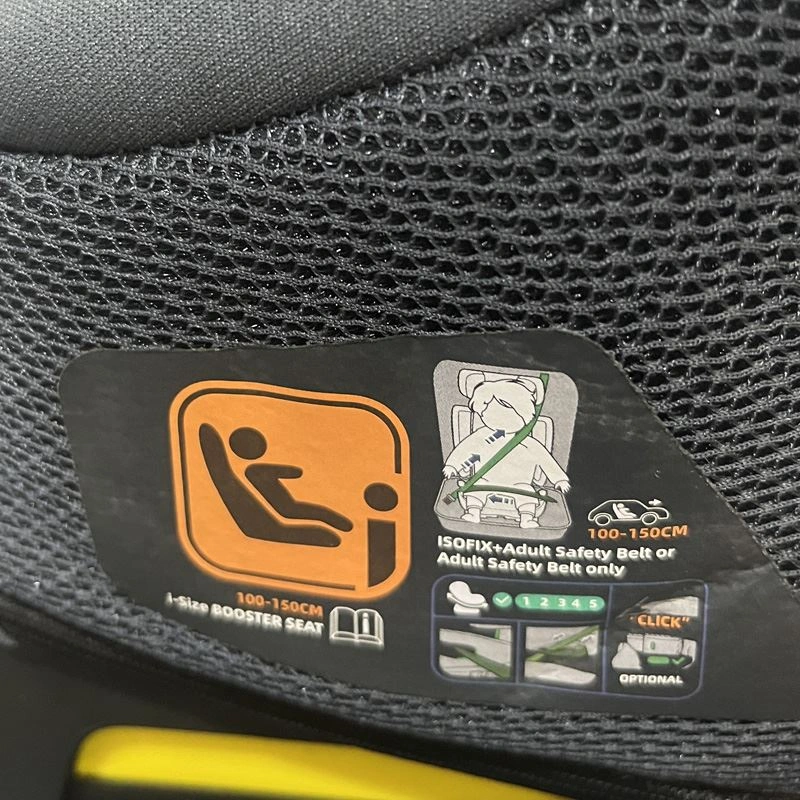 100-150CM
i-Size BOOSTER SEAT
i
100-150CM
ISOFIX+Adult Safety Belt or
Adult Safety Belt only
1 2 3 4 5
"CLICK"
OPTIONAL